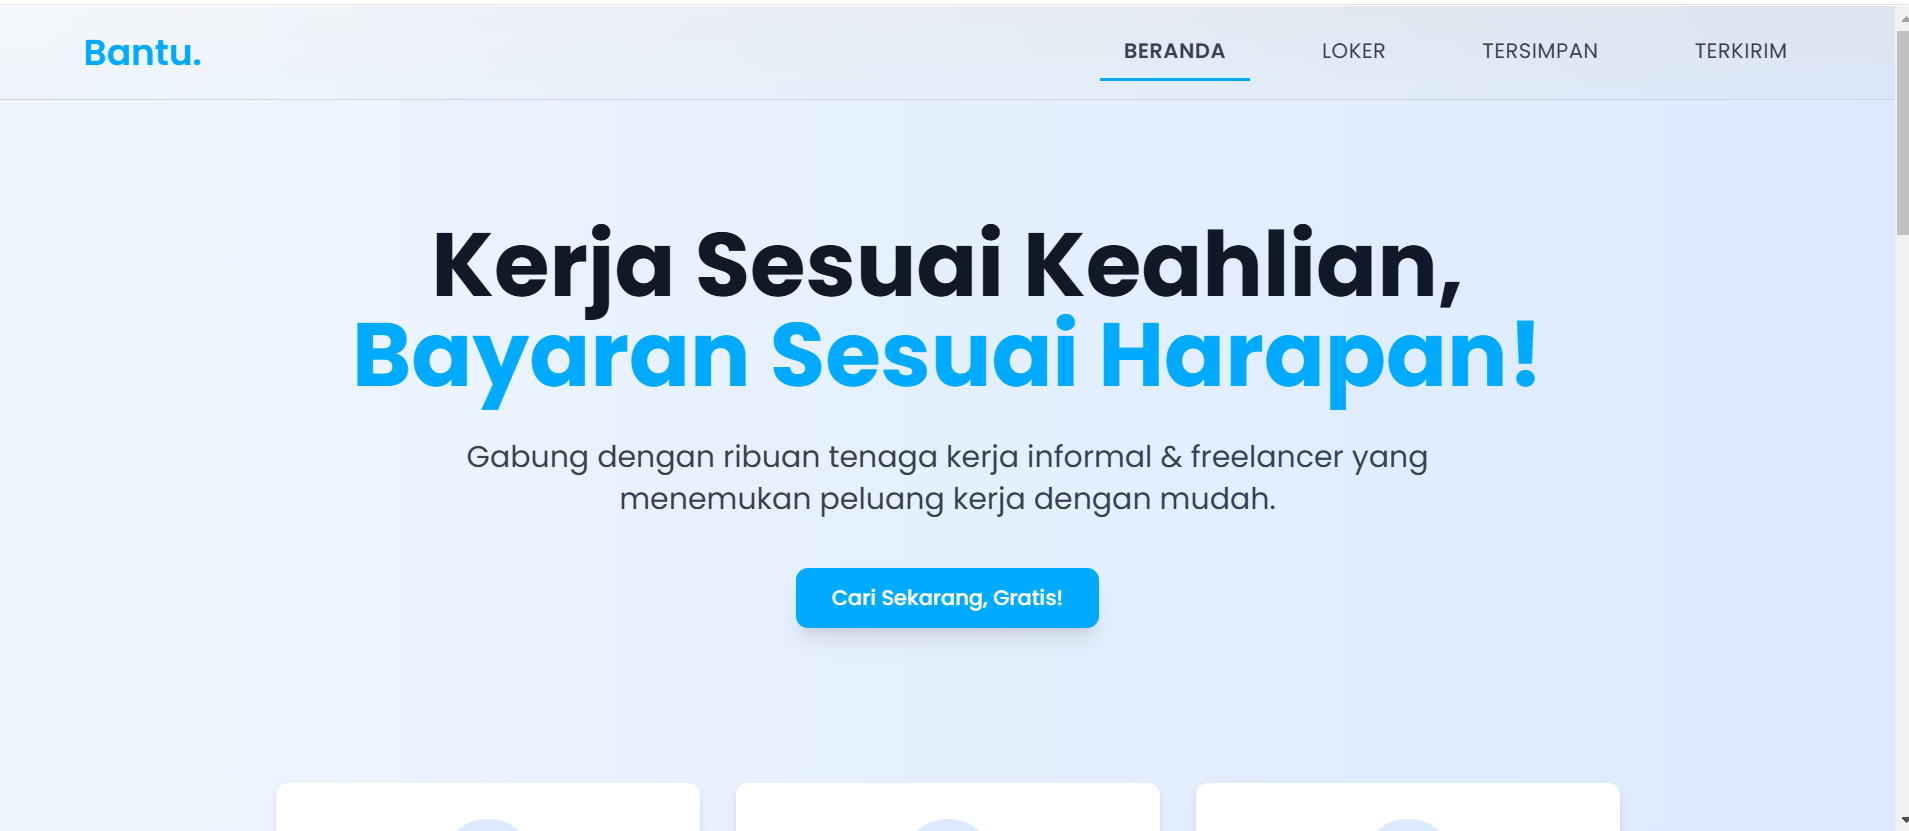 Bantu.
BERANDA LOKER TERSIMPAN TERKIRIM
Kerja Sesuai Keahlian,
Bayaran Sesuai Harapan!
Gabung dengan ribuan tenaga kerja informal & freelancer yang
menemukan peluang kerja dengan mudah.
Cari Sekarang, Gratis!